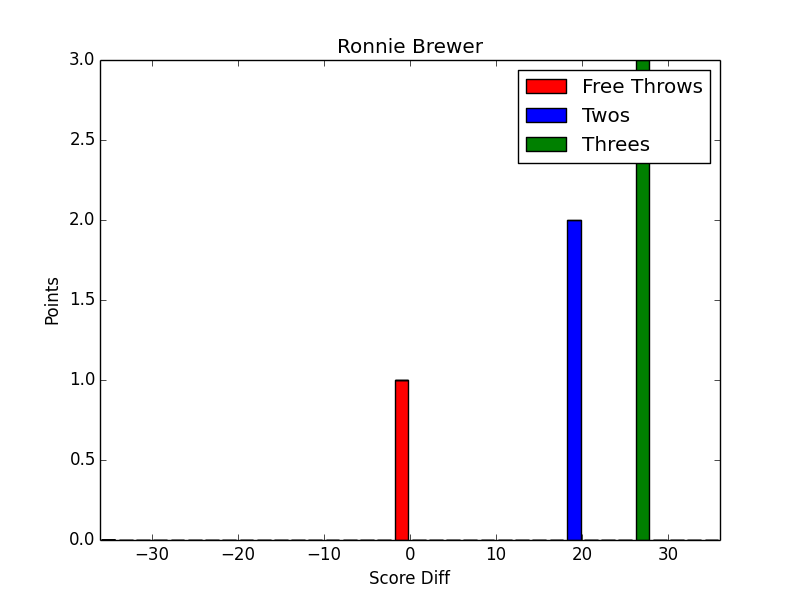 Ronnie Brewer
3.0
2.5
2.0
1.5
1.0
0.5
0.0
Points
Free Throws
Twos
Threes
−30 −20 −10 0 10 20 30
Score Diff